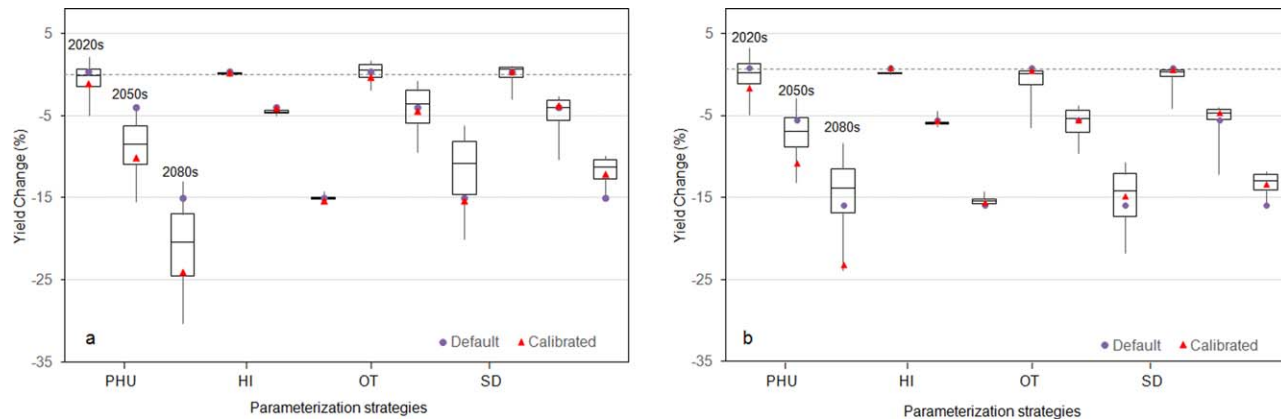 5
-5
-15
-25
-35
Yield Change (%)
2020s
2050s
2080s
a
Default
Calibrated
PHU
HI
OT
SD
Parameterization strategies
5
-5
-15
-25
-35
Yield Change (%)
2020s
2050s
2080s
b
Default
Calibrated
PHU
HI
OT
SD
Parameterization strategies